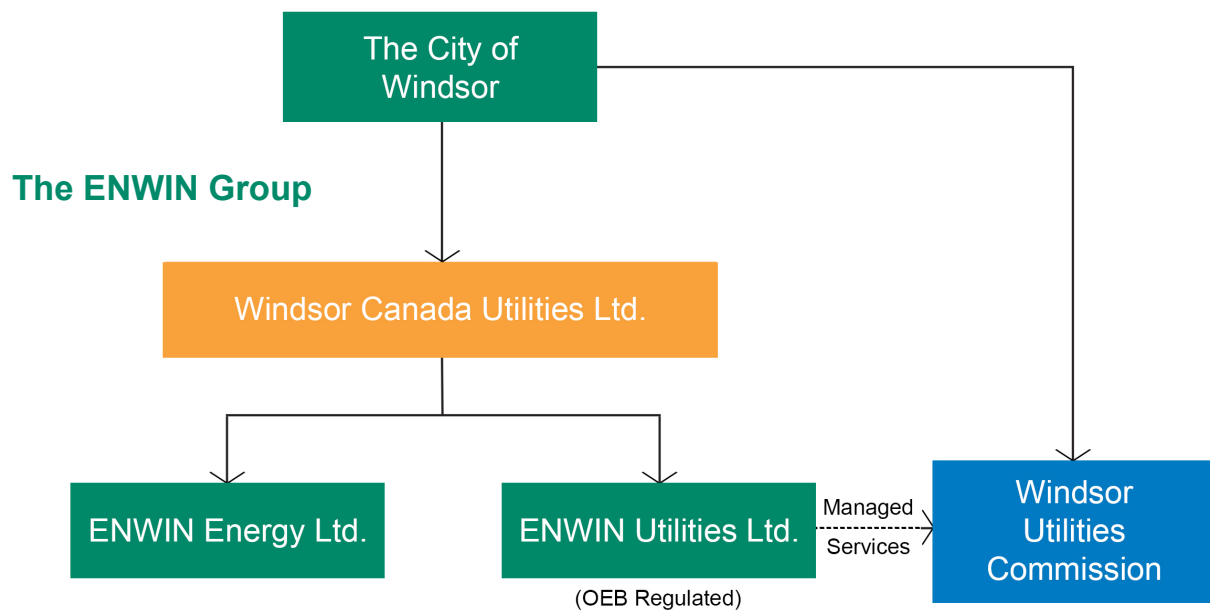 The City of
Windsor
The ENWIN Group
Windsor Canada Utilities Ltd.
ENWIN Energy Ltd.
ENWIN Utilities Ltd.
(OEB Regulated)
Managed
Services
Windsor
Utilities
Commission